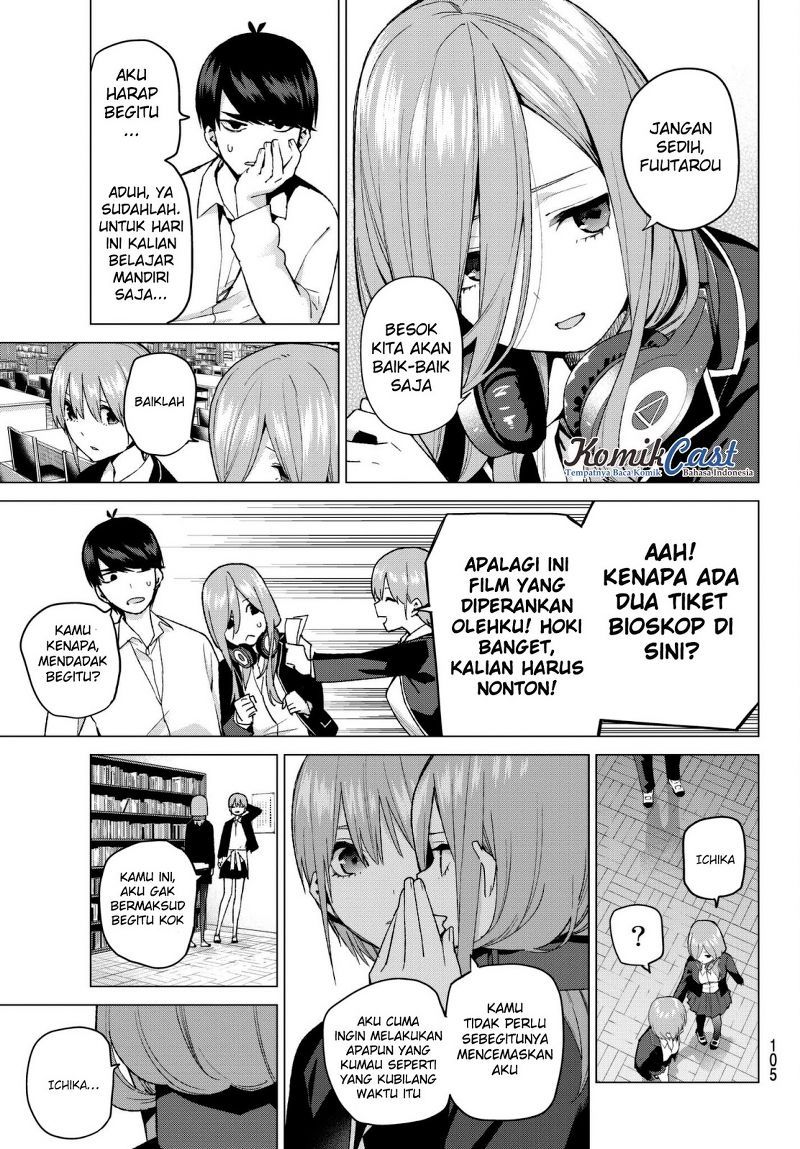 JANGAN
SEDIH,
FUUTAROU
BESOK
KITA AKAN
BAIK-BAIK
SAJA
KomikCast
Tempatnya Baca Komik Bahasa Indonesia
AKU
HARAP
BEGITU
...
ADUH, YA
SUDAHLAH.
UNTUK HARI
INI KALIAN
BELAJAR
MANDIRI
SAJA...
BAIKLAH
AAH!
KENAPA ADA
DUA TIKET
BIOSKOP DI
SINI?
APALAGI INI
FILM YANG
DIPERANKAN
OLEHKU! HOKI
BANGET,
KALIAN HARUS
NONTON!
KAMU
KENAPA,
MENDADAK
BEGITU?
ICHIKA
?
KAMU
TIDAK PERLU
SEBEGITUNYA
MENCEMASKAN
AKU
AKU CUMA
INGIN MELAKUKAN
APAPUN YANG
KUMAU SEPERTI
YANG KUBILANG
WAKTU ITU
KAMU INI,
AKU GAK
BERMAKSUD
BEGITU KOK
ICHIKA...
105